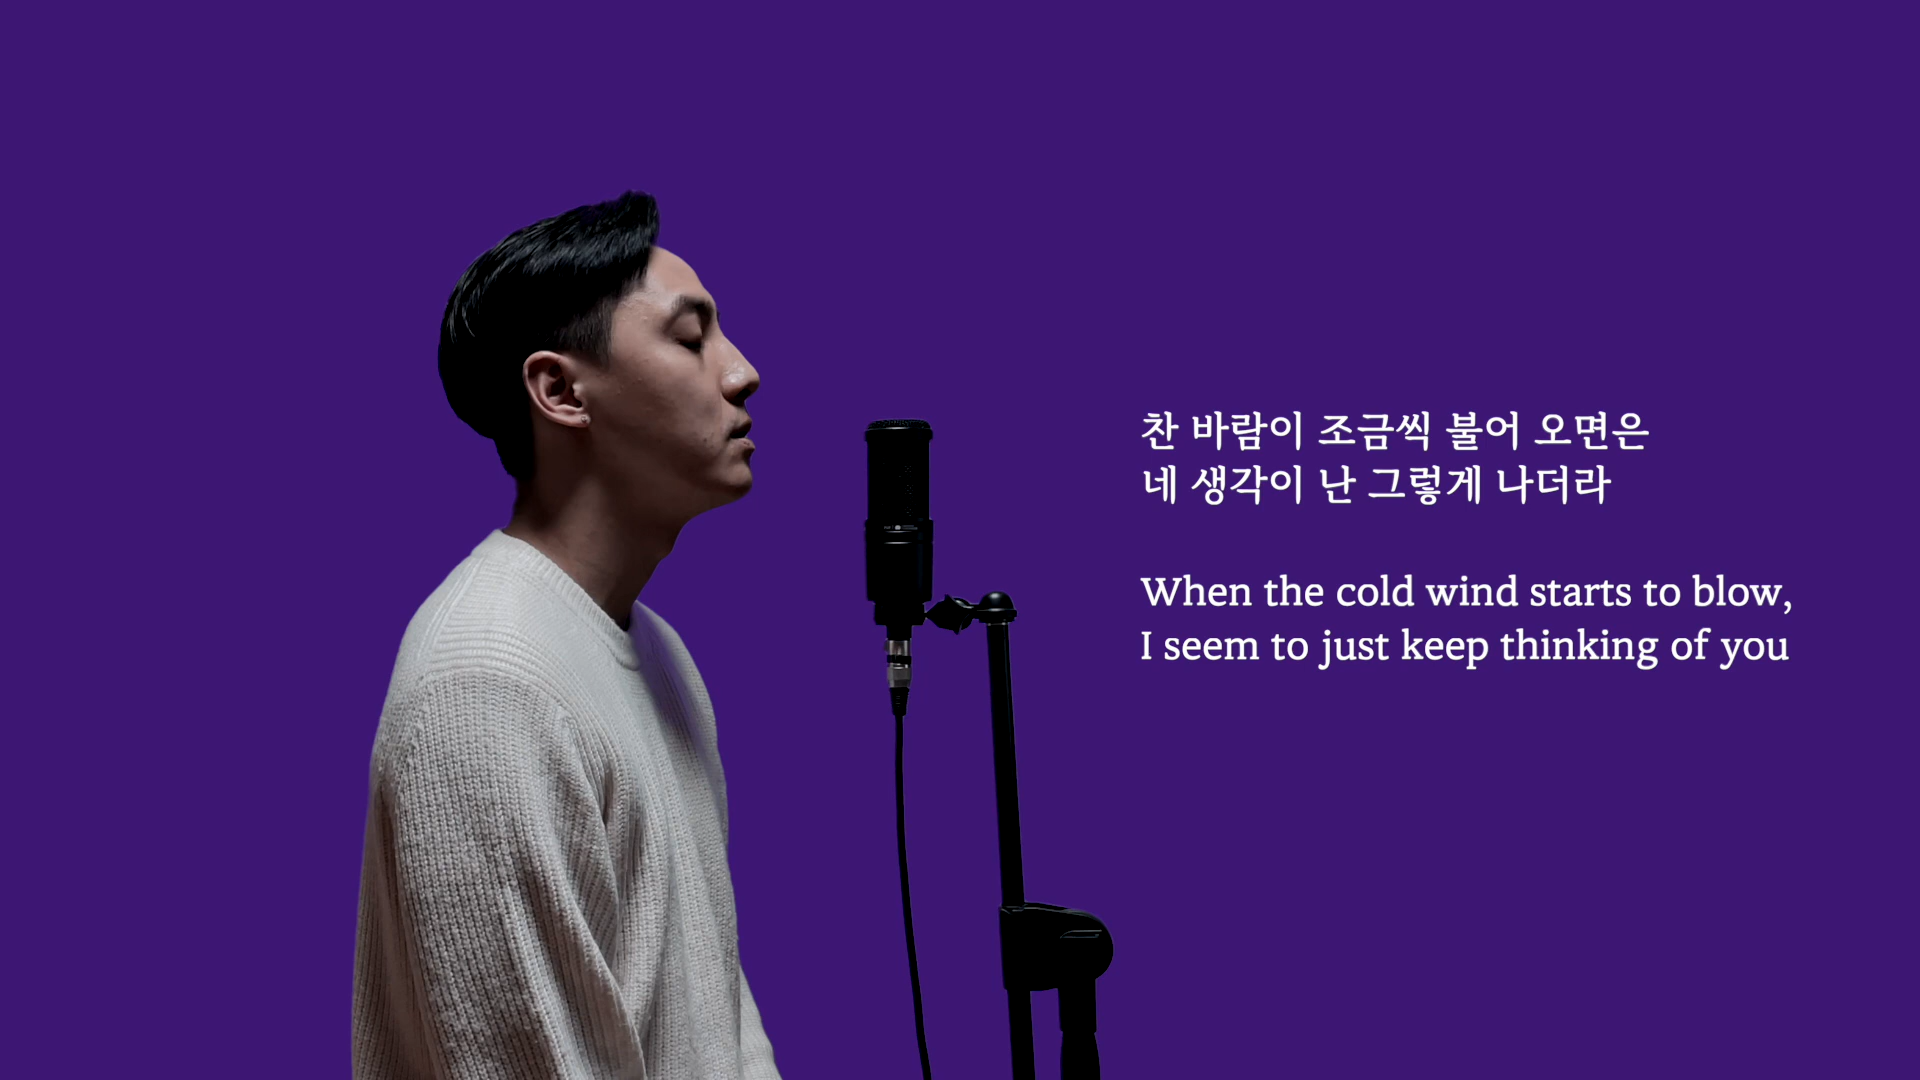 찬 바람이 조금씩 불어 오면은
네 생각이 난 그렇게 나더라
When the cold wind starts to blow,
I seem to just keep thinking of you